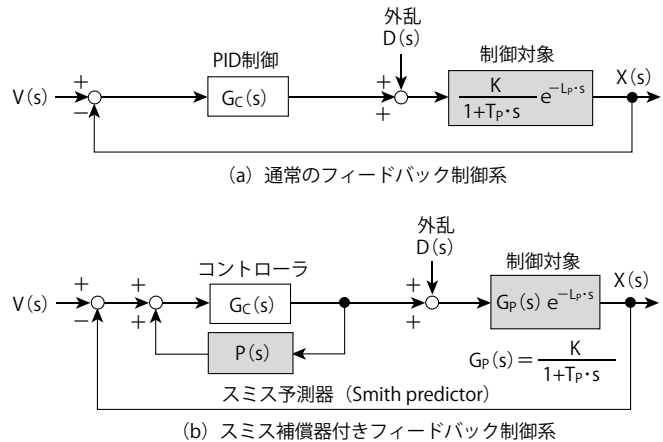 外乱
D(s)
PID制御
制御対象
V(s)
+
−
G_C(s)
+
+
K
1+T_P・s
e^{−L_P・s}
X(s)
(a) 通常のフィードバック制御系
外乱
D(s)
コントローラ
制御対象
V(s)
+
−
+
+
G_C(s)
+
+
G_P(s) e^{−L_P・s}
X(s)
P(s)
G_P(s)=
K
1+T_P・s
スミス予測器(Smith predictor)
(b) スミス補償器付きフィードバック制御系